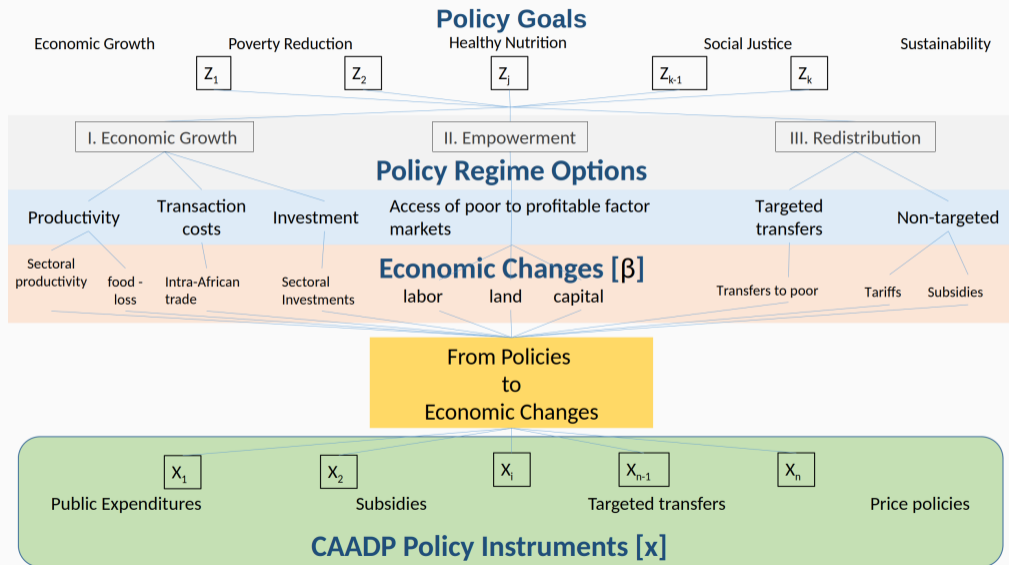 Policy Goals
Economic Growth
Poverty Reduction
Healthy Nutrition
Social Justice
Sustainability
Z1
Z2
Zj
Zk-1
Zk
I. Economic Growth
II. Empowerment
III. Redistribution
Policy Regime Options
Productivity
Transaction
costs
Investment
Access of poor to profitable factor
markets
Targeted
transfers
Non-targeted
Economic Changes [β]
Sectoral
productivity
food -
loss
Intra-African
trade
Sectoral
Investments
labor
land
capital
Transfers to poor
Tariffs
Subsidies
From Policies
to
Economic Changes
X1
X2
Xi
Xn-1
Xn
Public Expenditures
Subsidies
Targeted transfers
Price policies
CAADP Policy Instruments [x]